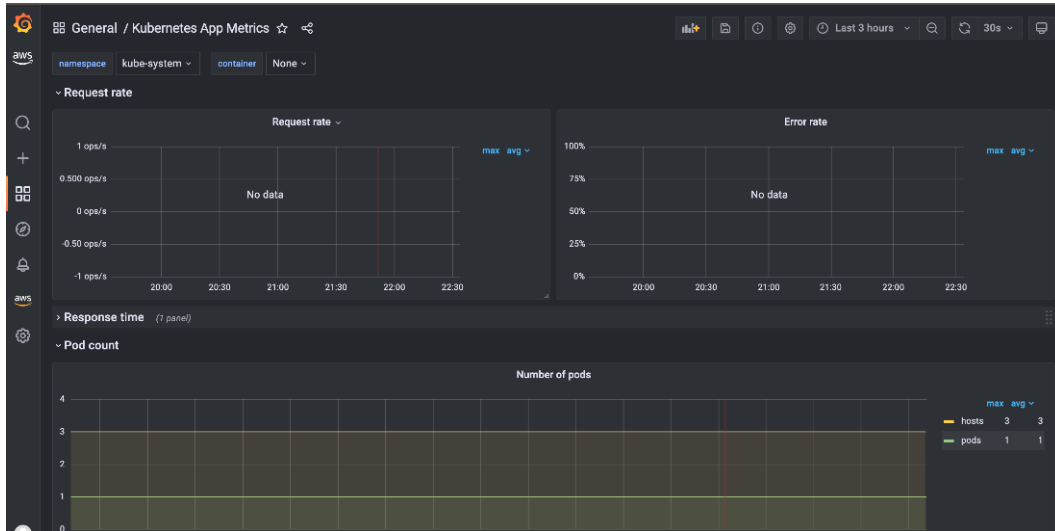 General / Kubernetes App Metrics
Last 3 hours
30s
aws
namespace kube-system container None
Request rate
Request rate
max avg
1 ops/s
0.500 ops/s
0 ops/s
-0.50 ops/s
-1 ops/s
No data
20:00 20:30 21:00 21:30 22:00 22:30
Error rate
max avg
100%
75%
50%
25%
0%
No data
20:00 20:30 21:00 21:30 22:00 22:30
aws
Response time (1 panel)
Pod count
Number of pods
4
3
2
1
0
max avg
hosts 3 3
pods 1 1